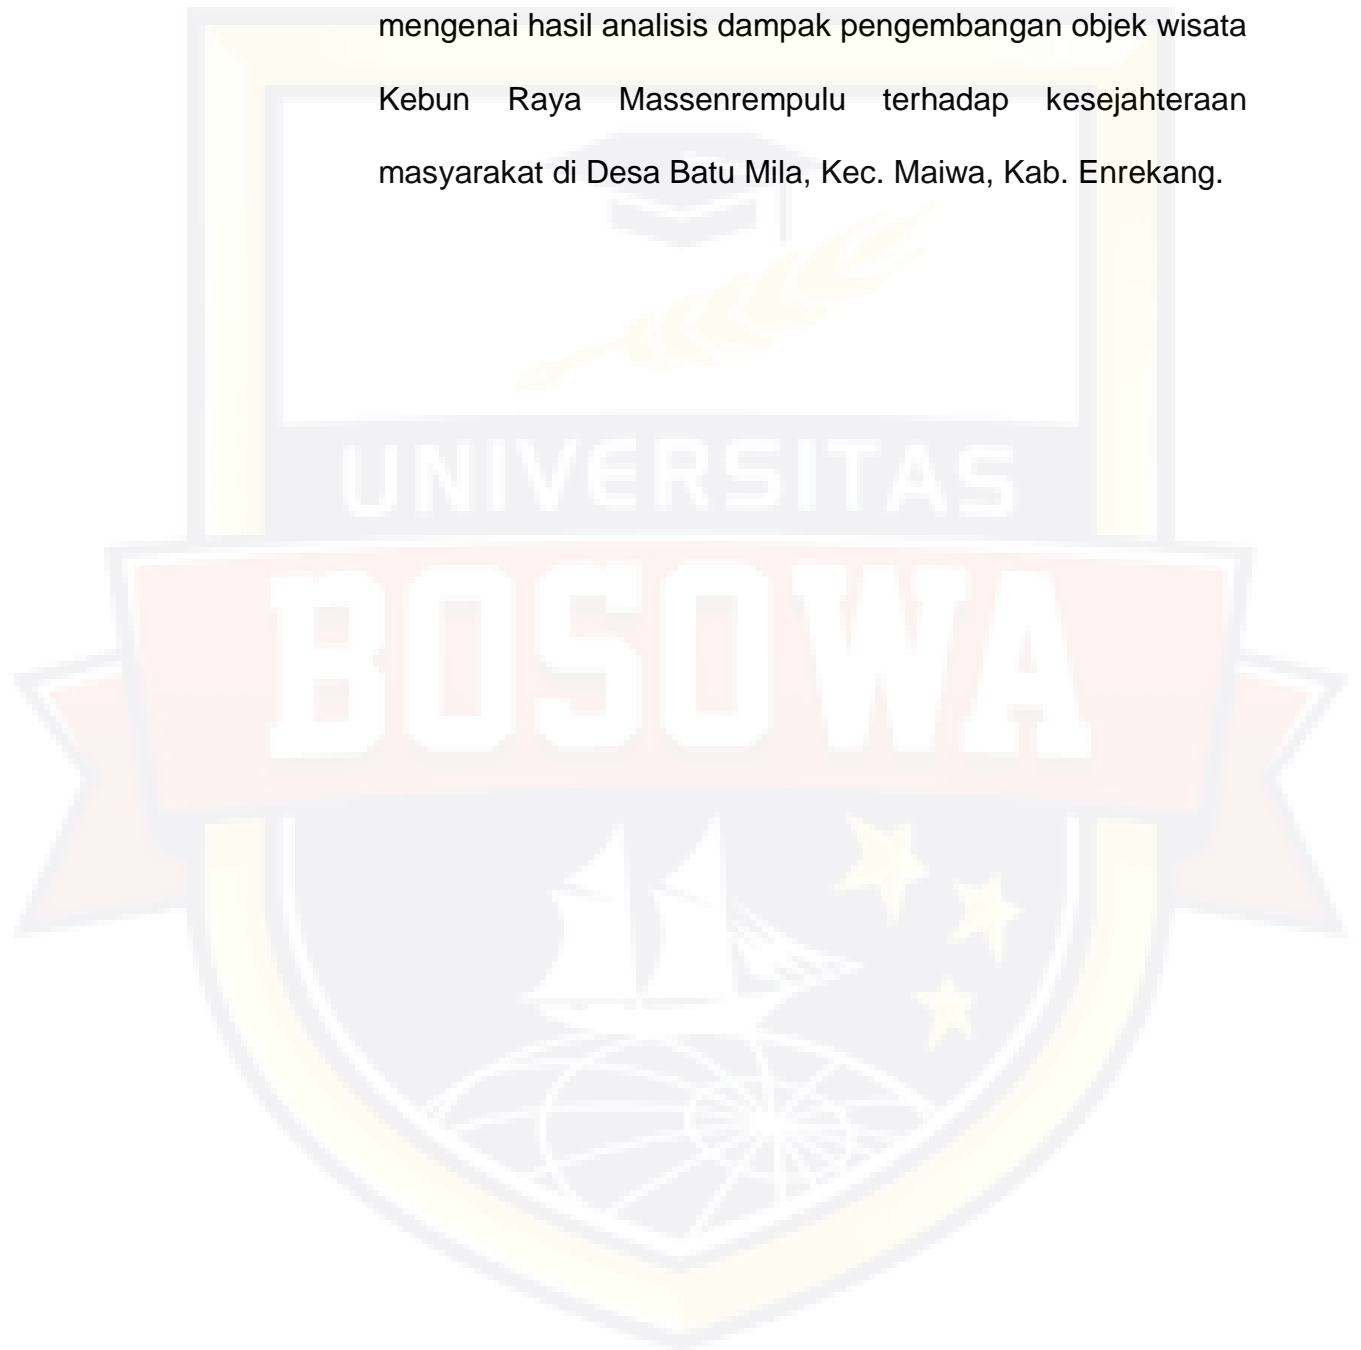 mengenai hasil analisis dampak pengembangan objek wisata
Kebun Raya Massenrempulu terhadap kesejahteraan
masyarakat di Desa Batu Mila, Kec. Maiwa, Kab. Enrekang.
UNIVERSITAS
BOSOWA